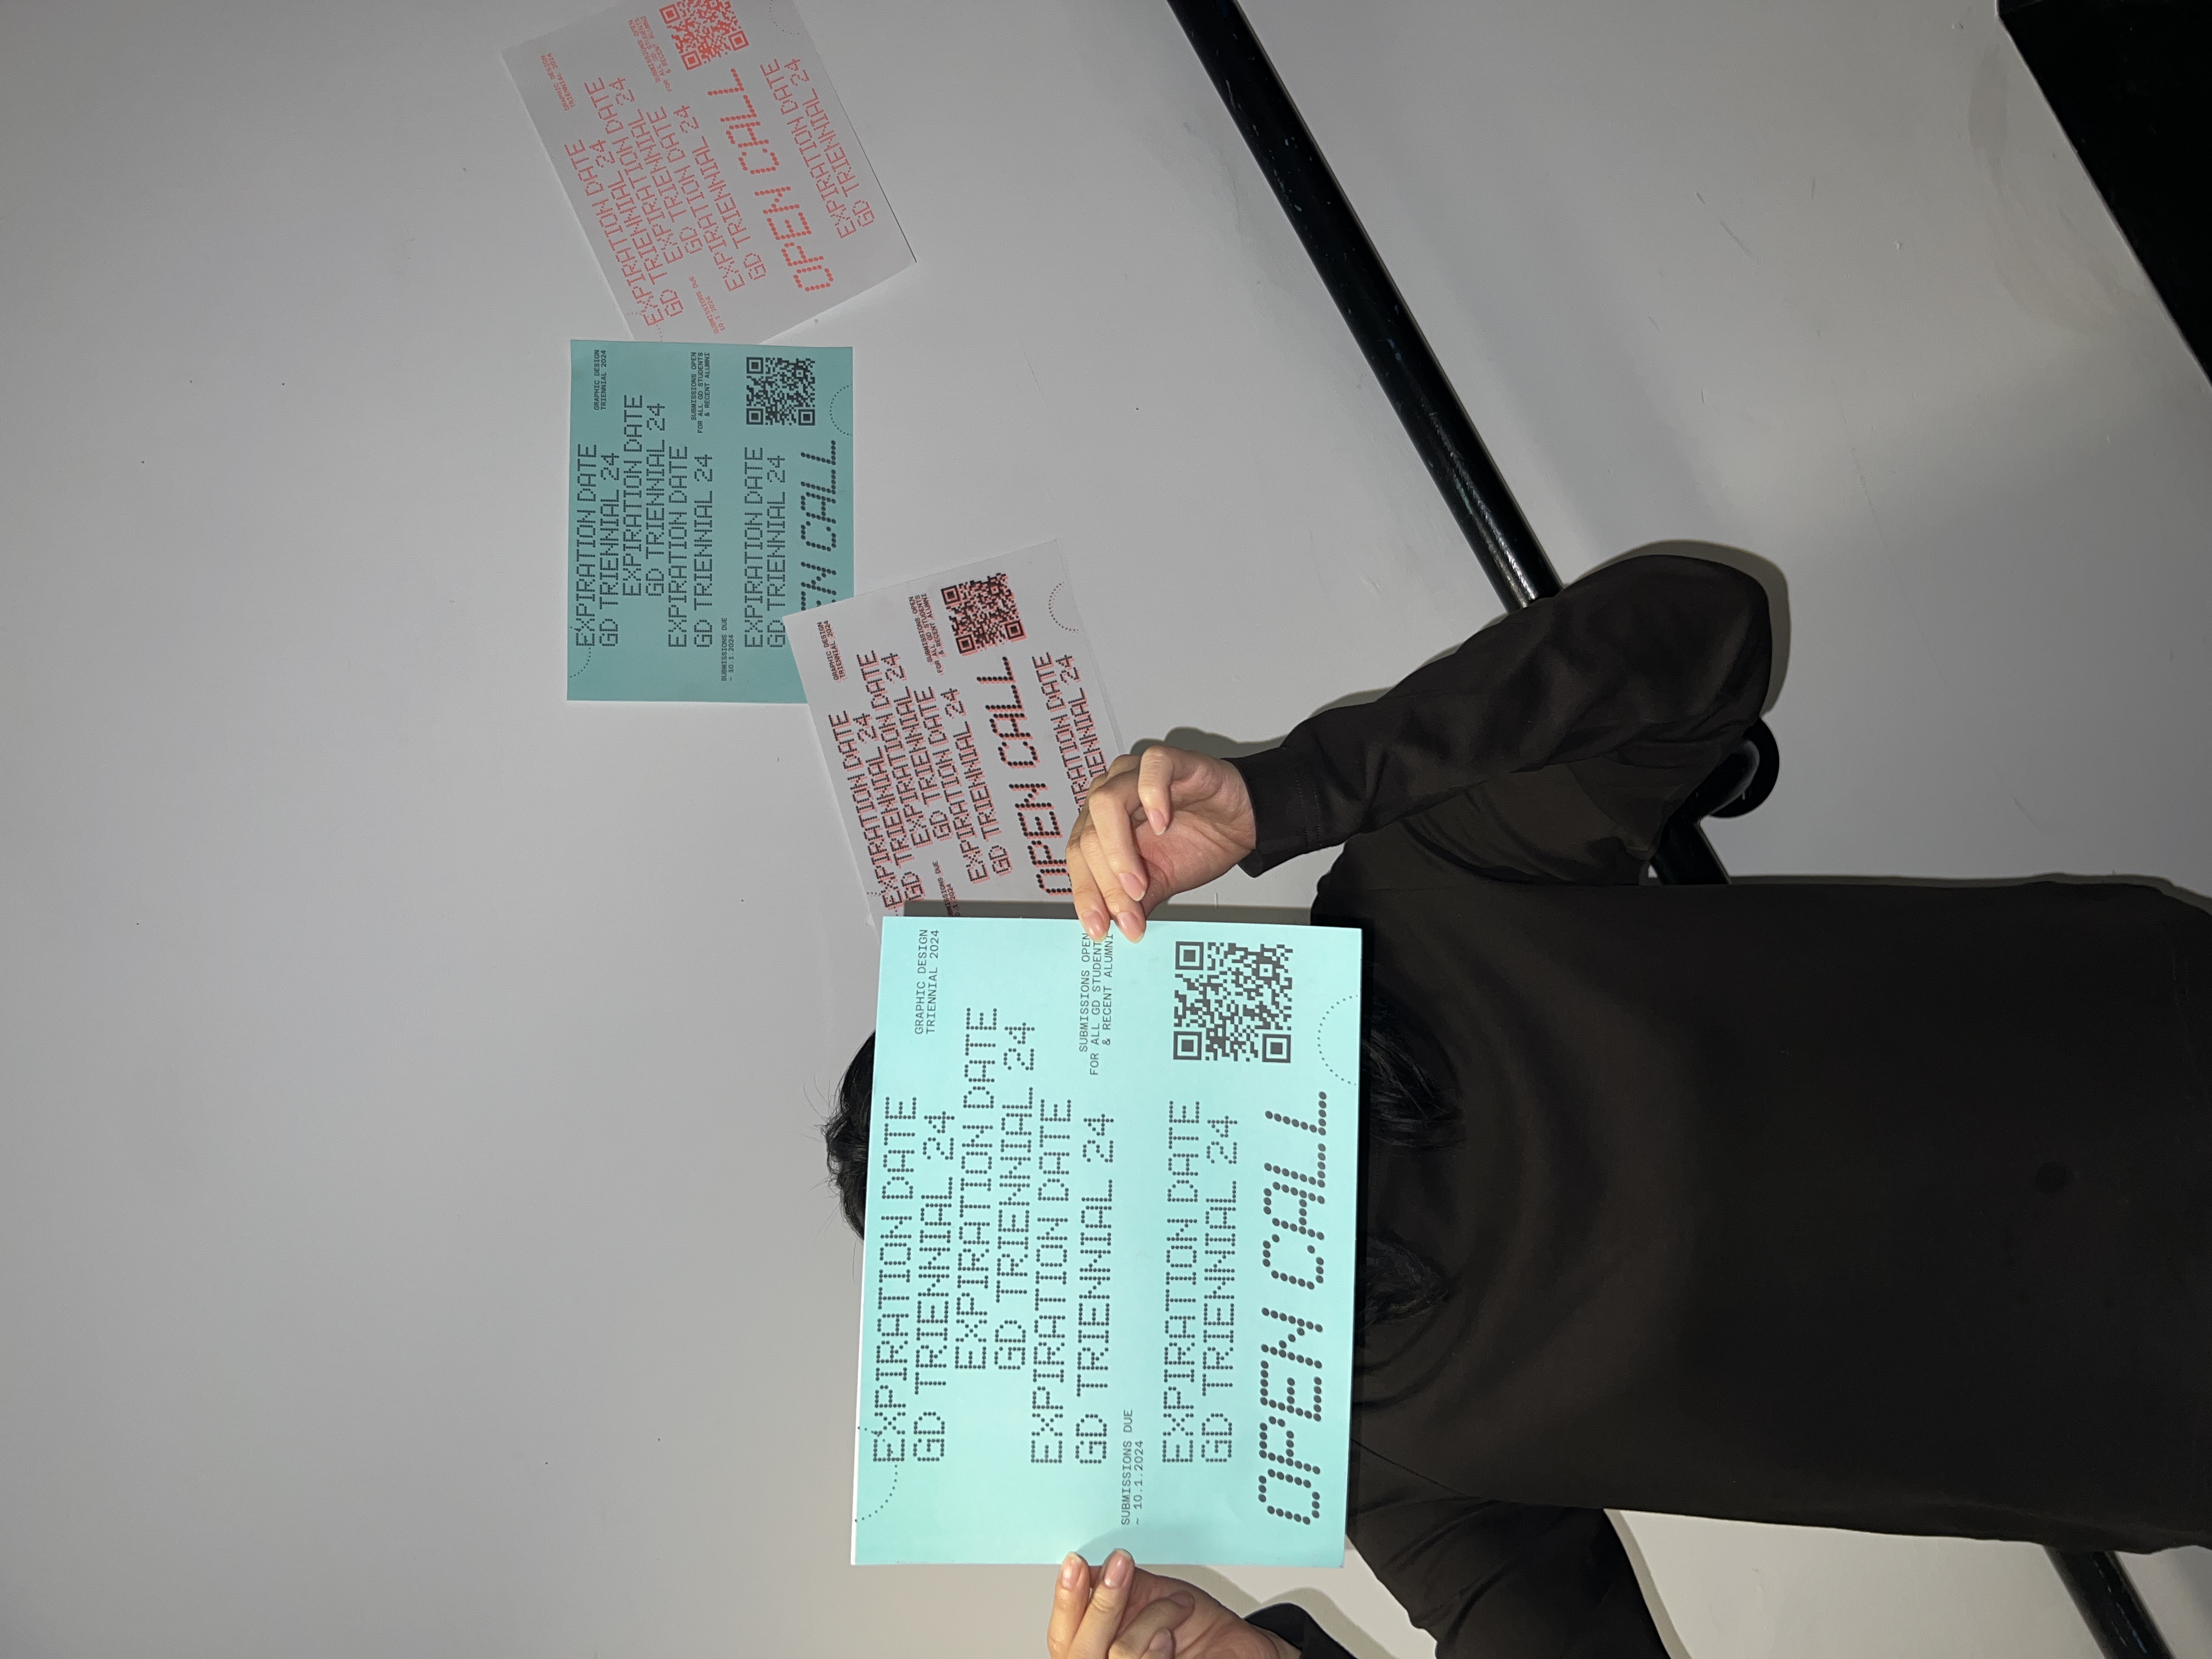 EXPIRATION DATE
GD TRIENNIAL 24
GRAPHIC DESIGN
TRIENNIAL 2024
EXPIRATION DATE
GD TRIENNIAL 24
EXPIRATION DATE
GD TRIENNIAL 24
SUBMISSIONS OPEN
FOR ALL GD STUDENT
& RECENT ALUMNI
SUBMISSIONS DUE
~ 10.1.2024
EXPIRATION DATE
GD TRIENNIAL 24
OPEN CALL
EXPIRATION DATE
GD TRIENNIAL 24
GRAPHIC DESIGN
TRIENNIAL 2024
EXPIRATION DATE
GD TRIENNIAL 24
EXPIRATION DATE
GD TRIENNIAL 24
MISSIONS DUE
0.1.2024
SUBMISSIONS OPEN
FOR ALL GD STUDENTS
& RECENT ALUMNI
OPEN CALL
IRATION DATE
IENNIAL 24
EXPIRATION DATE
GD TRIENNIAL 24
GRAPHIC DESIGN
TRIENNIAL 2024
EXPIRATION DATE
GD TRIENNIAL 24
EXPIRATION DATE
GD TRIENNIAL 24
SUBMISSIONS OPEN
FOR ALL GD STUDENTS
& RECENT ALUMNI
SUBMISSIONS DUE
~ 10.1.2024
EXPIRATION DATE
GD TRIENNIAL 24
EN CALL
EXPIRATION DATE
GD TRIENNIAL 24
GRAPHIC DESIGN
TRIENNIAL 2024
EXPIRATION DATE
GD TRIENNIAL 24
SUBMISSIONS DUE
10.1.2024
EXPIRATION DATE
GD TRIENNIAL 24
SUBMISSIONS OPEN
FOR ALL GD STUDENTS
& RECENT ALUMNI
OPEN CALL
EXPIRATION DATE
GD TRIENNIAL 24